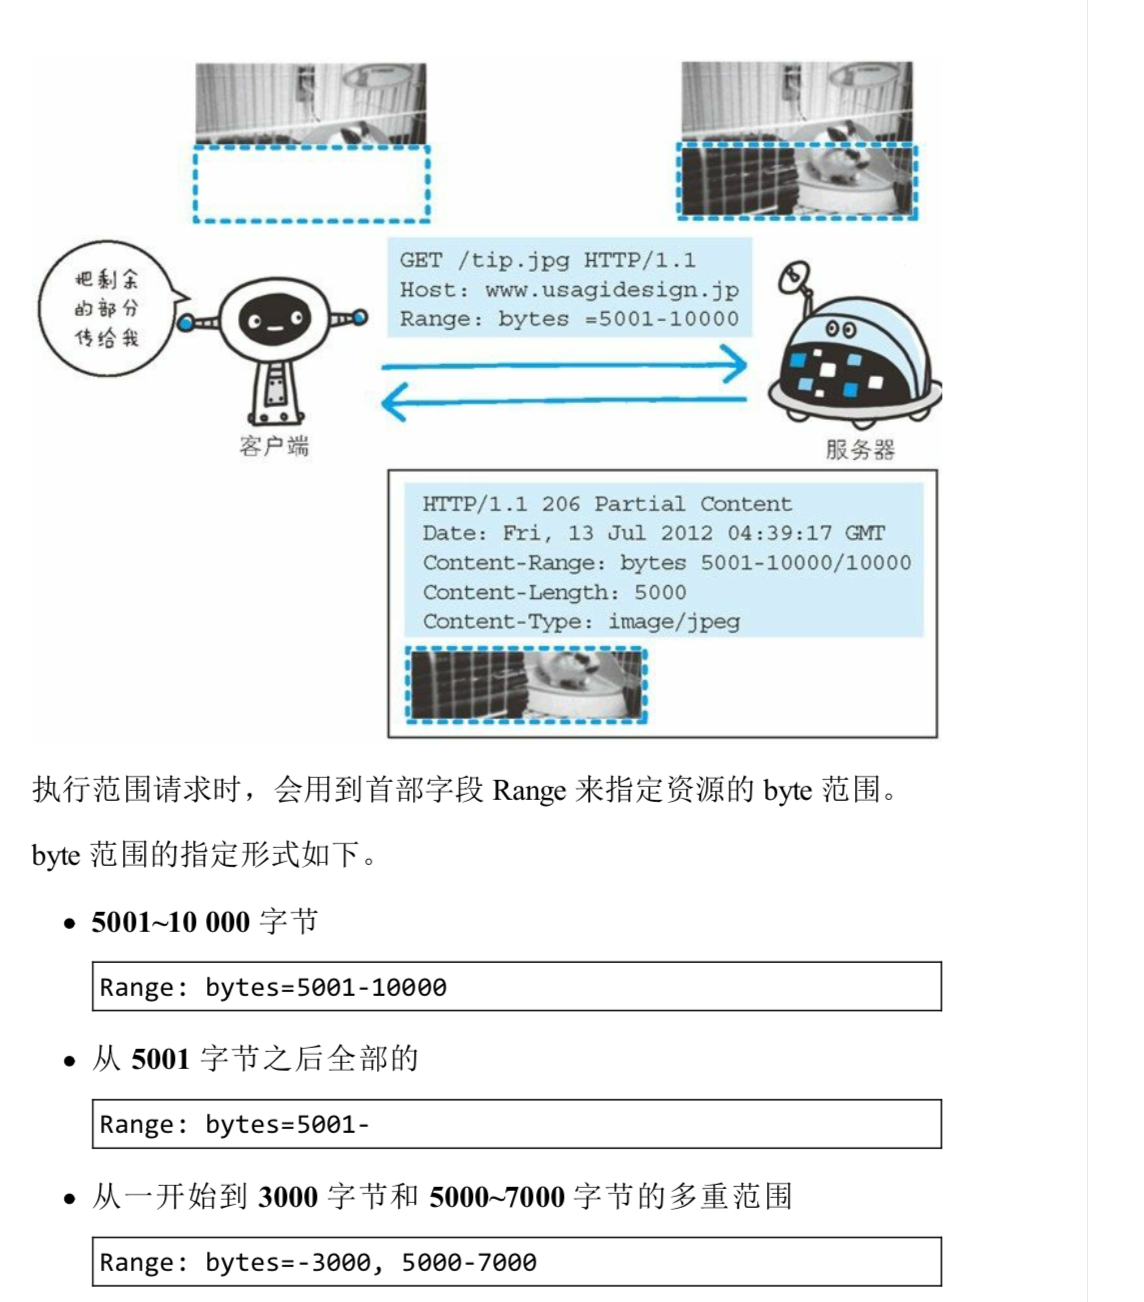 把剩余
的部分
传给我
GET /tip.jpg HTTP/1.1
Host: www.usagidesign.jp
Range: bytes =5001-10000
客户端
服务器
HTTP/1.1 206 Partial Content
Date: Fri, 13 Jul 2012 04:39:17 GMT
Content-Range: bytes 5001-10000/10000
Content-Length: 5000
Content-Type: image/jpeg
执行范围请求时，会用到首部字段 Range 来指定资源的 byte 范围。
byte 范围的指定形式如下。
• 5001~10 000 字节
Range: bytes=5001-10000
• 从 5001 字节之后全部的
Range: bytes=5001-
• 从一开始到 3000 字节和 5000~7000 字节的多重范围
Range: bytes=-3000, 5000-7000